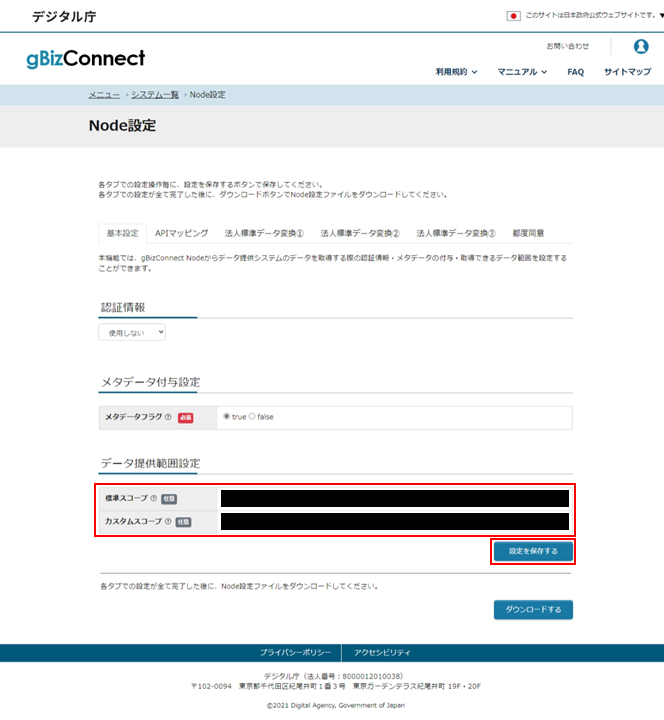 デジタル庁
このサイトは日本政府公式ウェブサイトです。
お問い合わせ
gBizConnect
利用規約 マニュアル FAQ サイトマップ
メニュー › システム一覧 › Node設定
Node設定
各タブでの設定操作毎に、設定を保存するボタンで保存してください。
各タブでの設定が全て完了した後に、ダウンロードボタンでNode設定ファイルをダウンロードしてください。
基本設定 APIマッピング 法人標準データ変換① 法人標準データ変換② 法人標準データ変換③ 都度同意
本機能では、gBizConnect Nodeからデータ提供システムのデータを取得する際の認証情報・メタデータの付与・取得できるデータ範囲を設定する
ことができます。
認証情報
使用しない
メタデータ付与設定
メタデータフラグ ? 必須 true false
データ提供範囲設定
標準スコープ ? 任意
カスタムスコープ ? 任意
設定を保存する
各タブでの設定が全て完了した後に、Node設定ファイルをダウンロードしてください。
ダウンロードする
プライバシーポリシー アクセシビリティ
デジタル庁（法人番号：8000012010038）
〒102-0094 東京都千代田区紀尾井町１番３号 東京ガーデンテラス紀尾井町 19F・20F
©2021 Digital Agency, Government of Japan